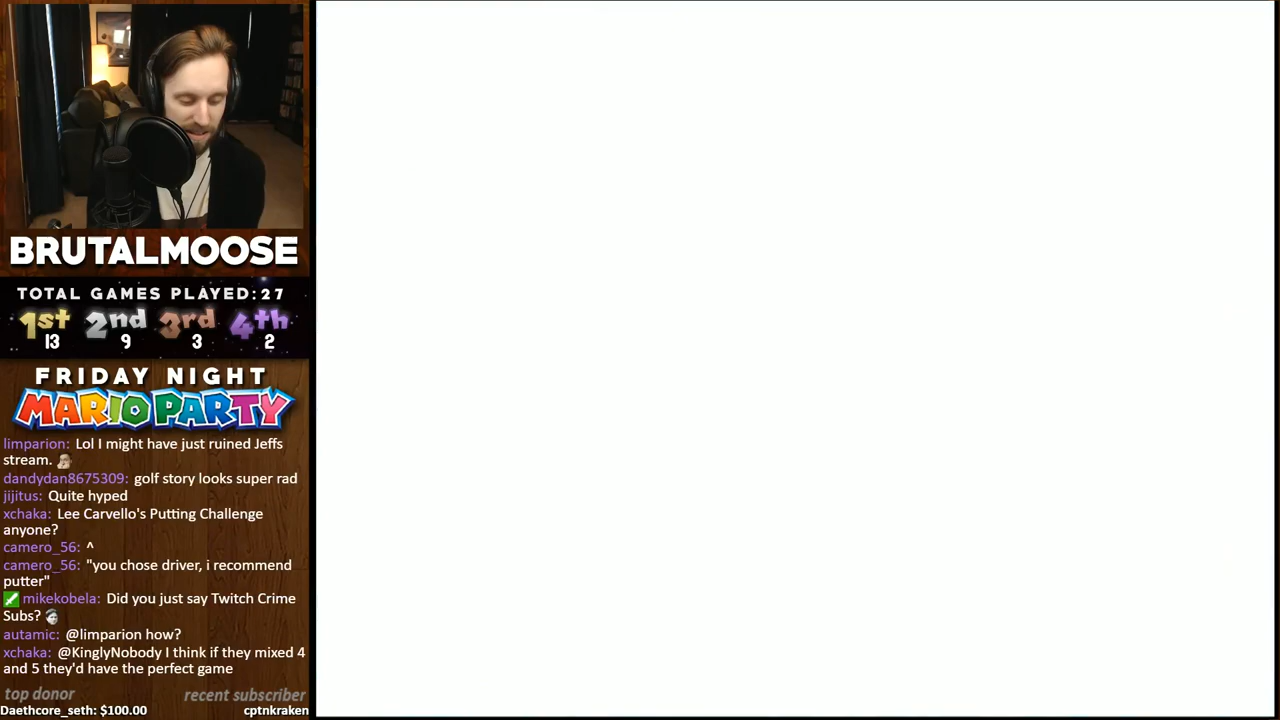 BRUTALMOOSE
TOTAL GAMES PLAYED:27
1st 2nd 3rd 4th
13 9 3 2
FRIDAY NIGHT
MARIO PARTY
limparion: Lol I might have just ruined Jeffs
stream.
dandydan8675309: golf story looks super rad
jijitus: Quite hyped
xchaka: Lee Carvello's Putting Challenge
anyone?
camero_56: ^
camero_56: "you chose driver, i recommend
putter"
mikekobela: Did you just say Twitch Crime
Subs?
autamic: @limparion how?
xchaka: @KinglyNobody I think if they mixed 4
and 5 they'd have the perfect game
top donor recent subscriber
Daethcore_seth: $100.00 cptnkraken